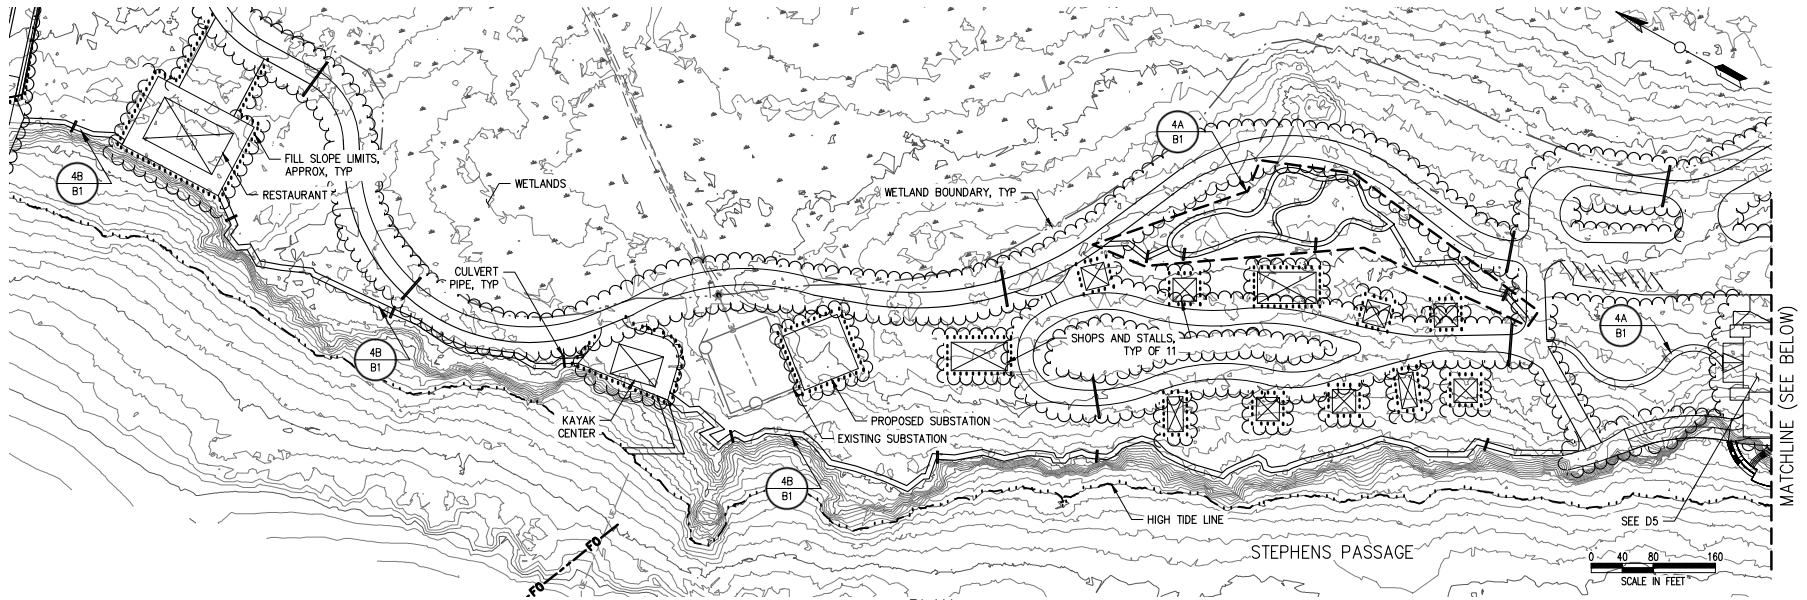 4A
B1
FILL SLOPE LIMITS,
APPROX, TYP
4B
B1
RESTAURANT
WETLANDS
WETLAND BOUNDARY, TYP
CULVERT
PIPE, TYP
4A
B1
SHOPS AND STALLS,
TYP OF 11
4B
B1
KAYAK
CENTER
PROPOSED SUBSTATION
EXISTING SUBSTATION
4B
B1
HIGH TIDE LINE
SEE D5
STEPHENS PASSAGE
FO
FO
0 40 80 160
SCALE IN FEET
MATCHLINE (SEE BELOW)